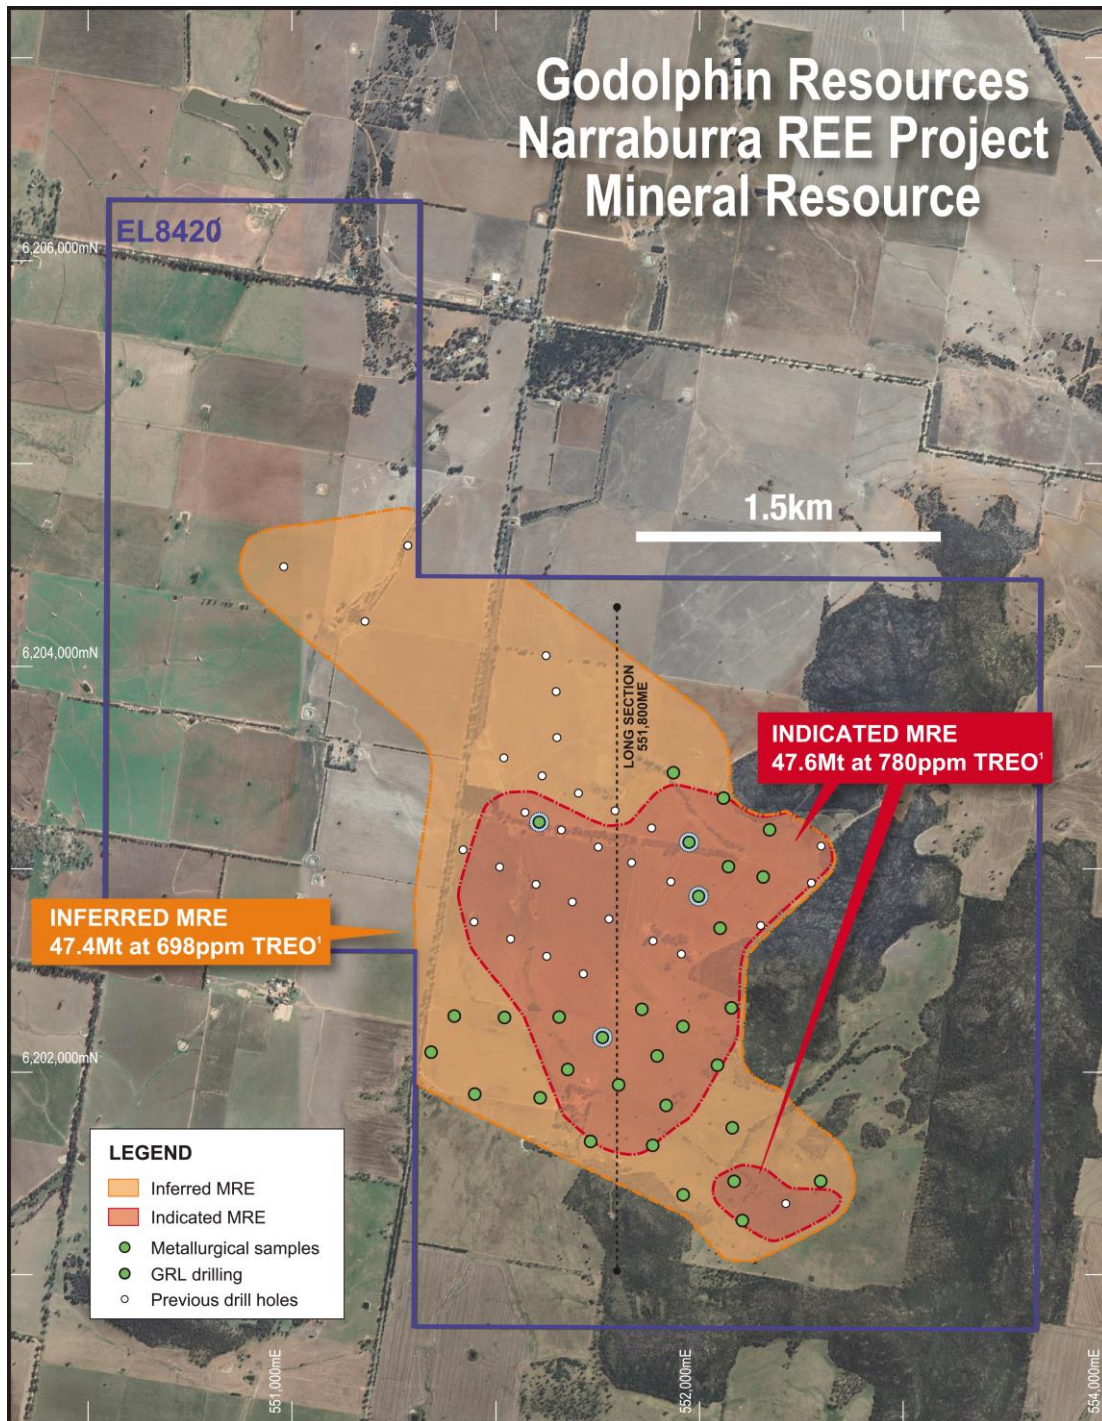 Godolphin Resources
Narraburra REE Project
Mineral Resource
EL8420
6,206,000mN
1.5km
6,204,000mN
LONG SECTION
551,800ME
INDICATED MRE
47.6Mt at 780ppm TREO¹
INFERRED MRE
47.4Mt at 698ppm TREO¹
6,202,000mN
LEGEND
Inferred MRE
Indicated MRE
Metallurgical samples
GRL drilling
Previous drill holes
551,000mE
552,000mE
554,000mE